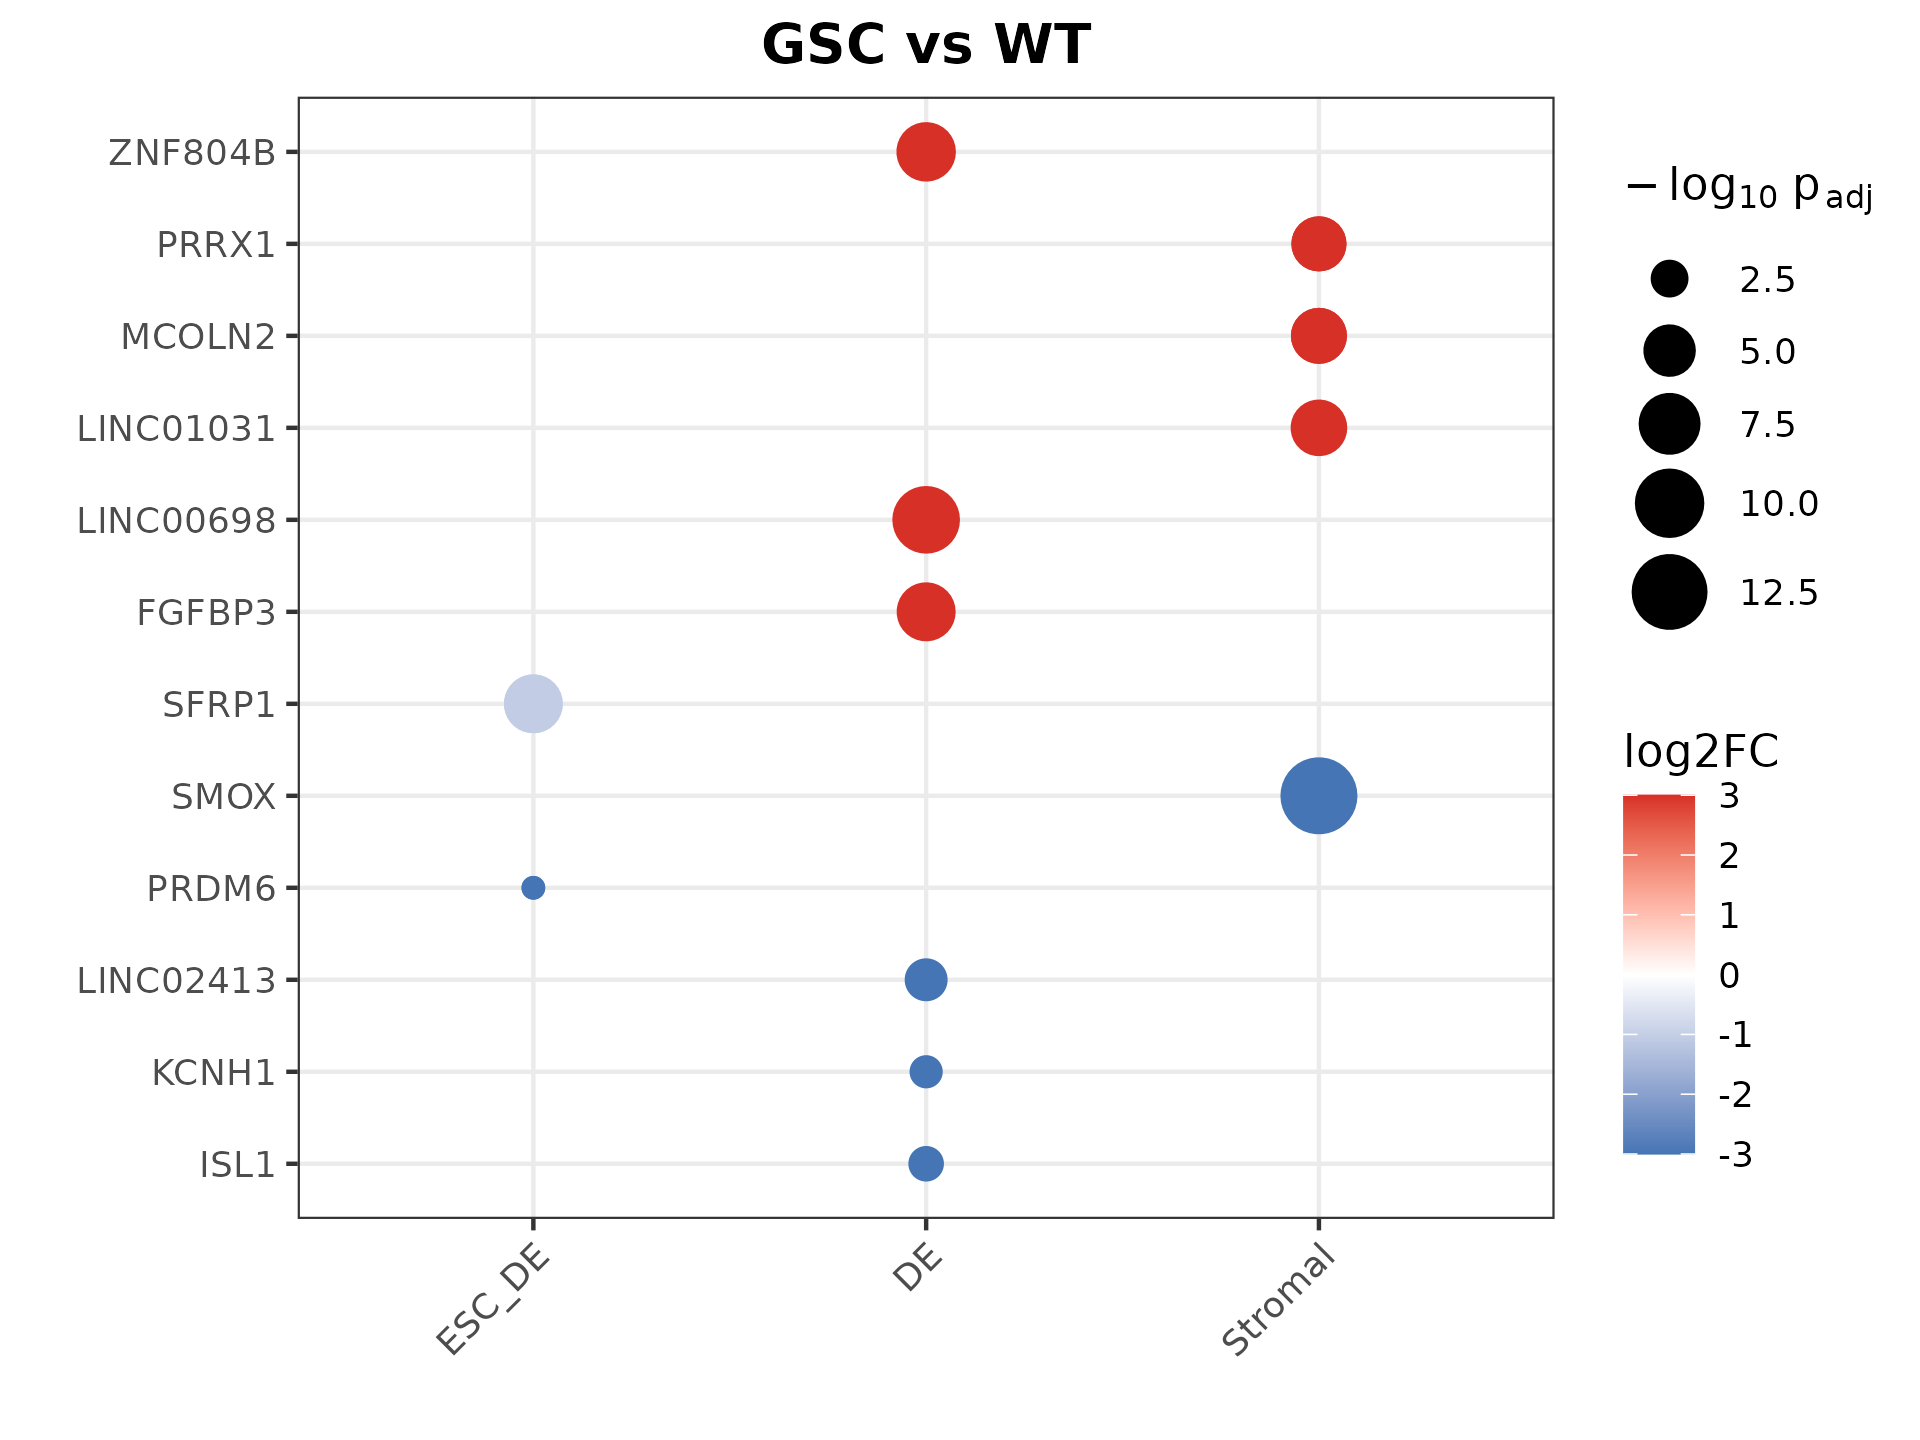 GSC vs WT
ZNF804B
PRRX1
MCOLN2
LINC01031
LINC00698
FGFBP3
SFRP1
SMOX
PRDM6
LINC02413
KCNH1
ISL1
ESC_DE
DE
Stromal
− log10 p adj
2.5
5.0
7.5
10.0
12.5
log2FC
3
2
1
0
-1
-2
-3